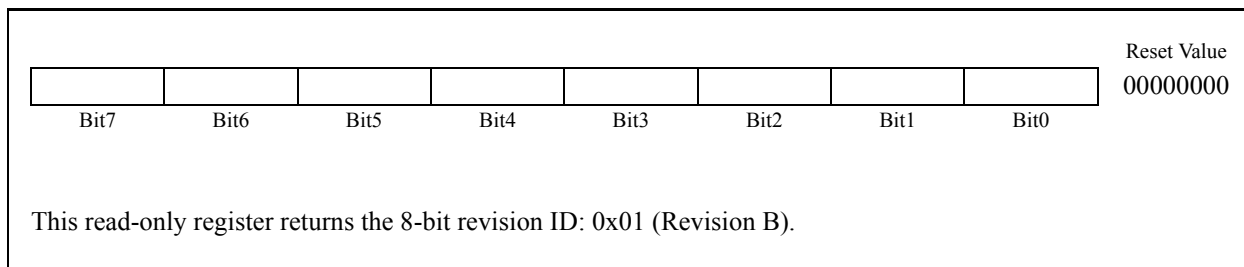 Reset Value
00000000
Bit7 Bit6 Bit5 Bit4 Bit3 Bit2 Bit1 Bit0
This read-only register returns the 8-bit revision ID: 0x01 (Revision B).